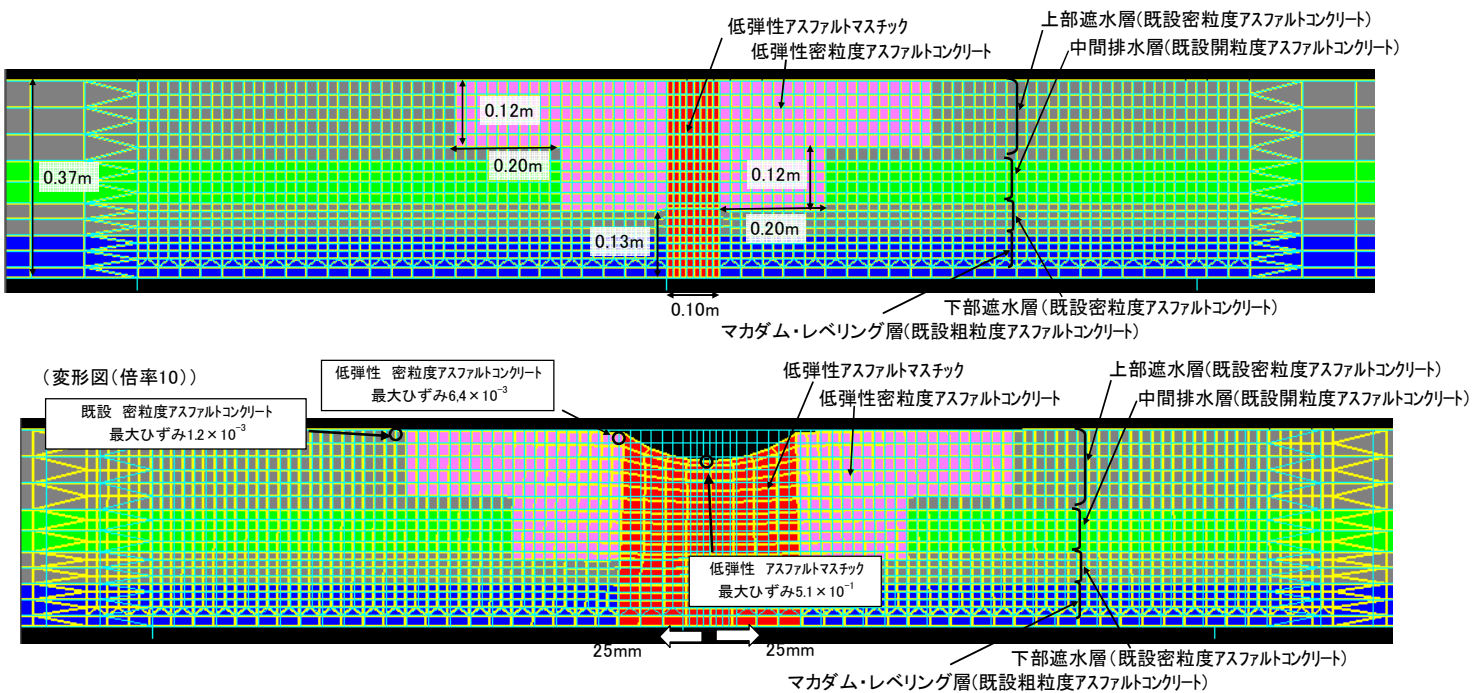 低弾性アスファルトマスチック
上部遮水層(既設密粒度アスファルトコンクリート)
低弾性密粒度アスファルトコンクリート
中間排水層(既設開粒度アスファルトコンクリート)
0.12m
0.20m
0.37m
0.12m
0.20m
0.13m
0.10m
下部遮水層(既設密粒度アスファルトコンクリート)
マカダム・レベリング層(既設粗粒度アスファルトコンクリート)
(変形図(倍率10))
低弾性 密粒度アスファルトコンクリート
最大ひずみ6.4×10⁻³
低弾性アスファルトマスチック
上部遮水層(既設密粒度アスファルトコンクリート)
既設 密粒度アスファルトコンクリート
最大ひずみ1.2×10⁻³
低弾性密粒度アスファルトコンクリート
中間排水層(既設開粒度アスファルトコンクリート)
低弾性 アスファルトマスチック
最大ひずみ5.1×10⁻¹
25mm
25mm
下部遮水層(既設密粒度アスファルトコンクリート)
マカダム・レベリング層(既設粗粒度アスファルトコンクリート)